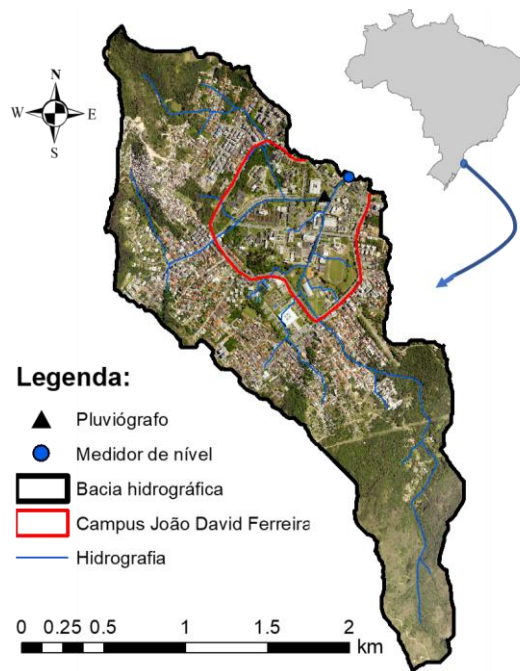 N
W E
S
Legenda:
Pluviógrafo
Medidor de nível
Bacia hidrográfica
Campus João David Ferreira
Hidrografia
0 0.25 0.5 1 1.5 2
km